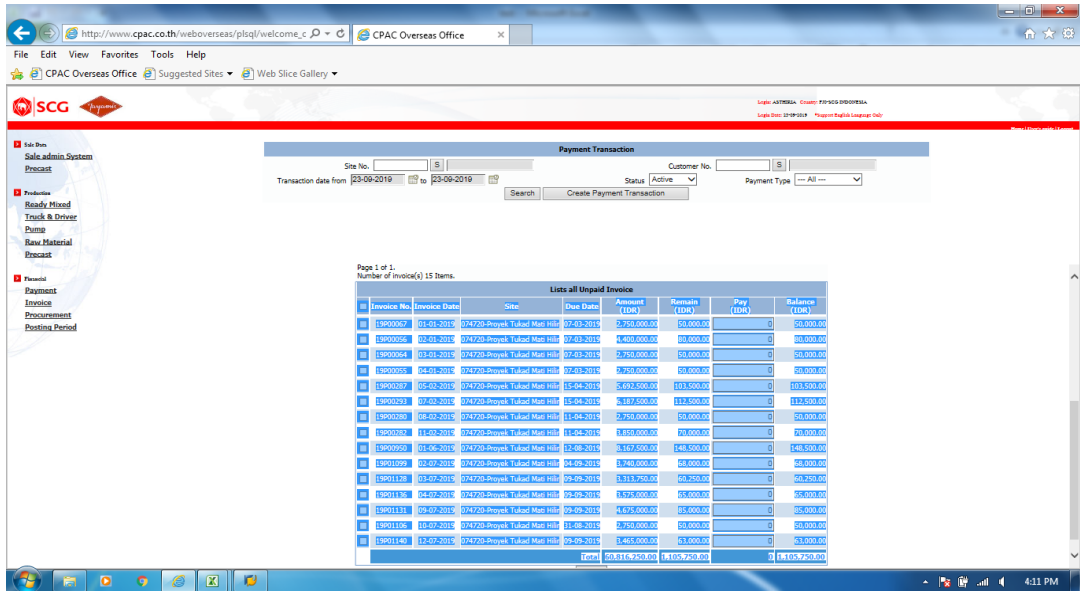 http://www.cpac.co.th/weboverseas/plsql/welcome_c
CPAC Overseas Office
File Edit View Favorites Tools Help
CPAC Overseas Office Suggested Sites Web Slice Gallery
SCG Jayamix
Login: ASTHIRIA Country: PJ9-SCG INDONESIA
Login Date: 23-09-2019 *Support English Language Only
Home | User's guide | Logout
Sale Data
Sale admin System
Precast
Production
Ready Mixed
Truck & Driver
Pump
Raw Material
Precast
Financial
Payment
Invoice
Procurement
Posting Period
Payment Transaction
Site No. S Customer No. S
Transaction date from 23-09-2019 to 23-09-2019 Status Active Payment Type --- All ---
Search Create Payment Transaction
Page 1 of 1.
Number of invoice(s) 15 Items.
Lists all Unpaid Invoice
Invoice No. Invoice Date Site Due Date Amount (IDR) Remain (IDR) Pay (IDR) Balance (IDR)
19P00067 01-01-2019 074720-Proyek Tukad Mati Hilir 07-03-2019 2,750,000.00 50,000.00 0 50,000.00
19P00056 02-01-2019 074720-Proyek Tukad Mati Hilir 07-03-2019 4,400,000.00 80,000.00 0 80,000.00
19P00064 03-01-2019 074720-Proyek Tukad Mati Hilir 07-03-2019 2,750,000.00 50,000.00 0 50,000.00
19P00055 04-01-2019 074720-Proyek Tukad Mati Hilir 07-03-2019 2,750,000.00 50,000.00 0 50,000.00
19P00287 05-02-2019 074720-Proyek Tukad Mati Hilir 15-04-2019 5,692,500.00 103,500.00 0 103,500.00
19P00293 07-02-2019 074720-Proyek Tukad Mati Hilir 15-04-2019 6,187,500.00 112,500.00 0 112,500.00
19P00280 08-02-2019 074720-Proyek Tukad Mati Hilir 11-04-2019 2,750,000.00 50,000.00 0 50,000.00
19P00282 11-02-2019 074720-Proyek Tukad Mati Hilir 11-04-2019 3,850,000.00 70,000.00 0 70,000.00
19P00950 01-06-2019 074720-Proyek Tukad Mati Hilir 12-08-2019 8,167,500.00 148,500.00 0 148,500.00
19P01099 02-07-2019 074720-Proyek Tukad Mati Hilir 04-09-2019 3,740,000.00 68,000.00 0 68,000.00
19P01128 03-07-2019 074720-Proyek Tukad Mati Hilir 09-09-2019 3,313,750.00 60,250.00 0 60,250.00
19P01136 04-07-2019 074720-Proyek Tukad Mati Hilir 09-09-2019 3,575,000.00 65,000.00 0 65,000.00
19P01131 09-07-2019 074720-Proyek Tukad Mati Hilir 09-09-2019 4,675,000.00 85,000.00 0 85,000.00
19P01106 10-07-2019 074720-Proyek Tukad Mati Hilir 31-08-2019 2,750,000.00 50,000.00 0 50,000.00
19P01140 12-07-2019 074720-Proyek Tukad Mati Hilir 09-09-2019 3,465,000.00 63,000.00 0 63,000.00
Total 60,816,250.00 1,105,750.00 0 1,105,750.00
4:11 PM